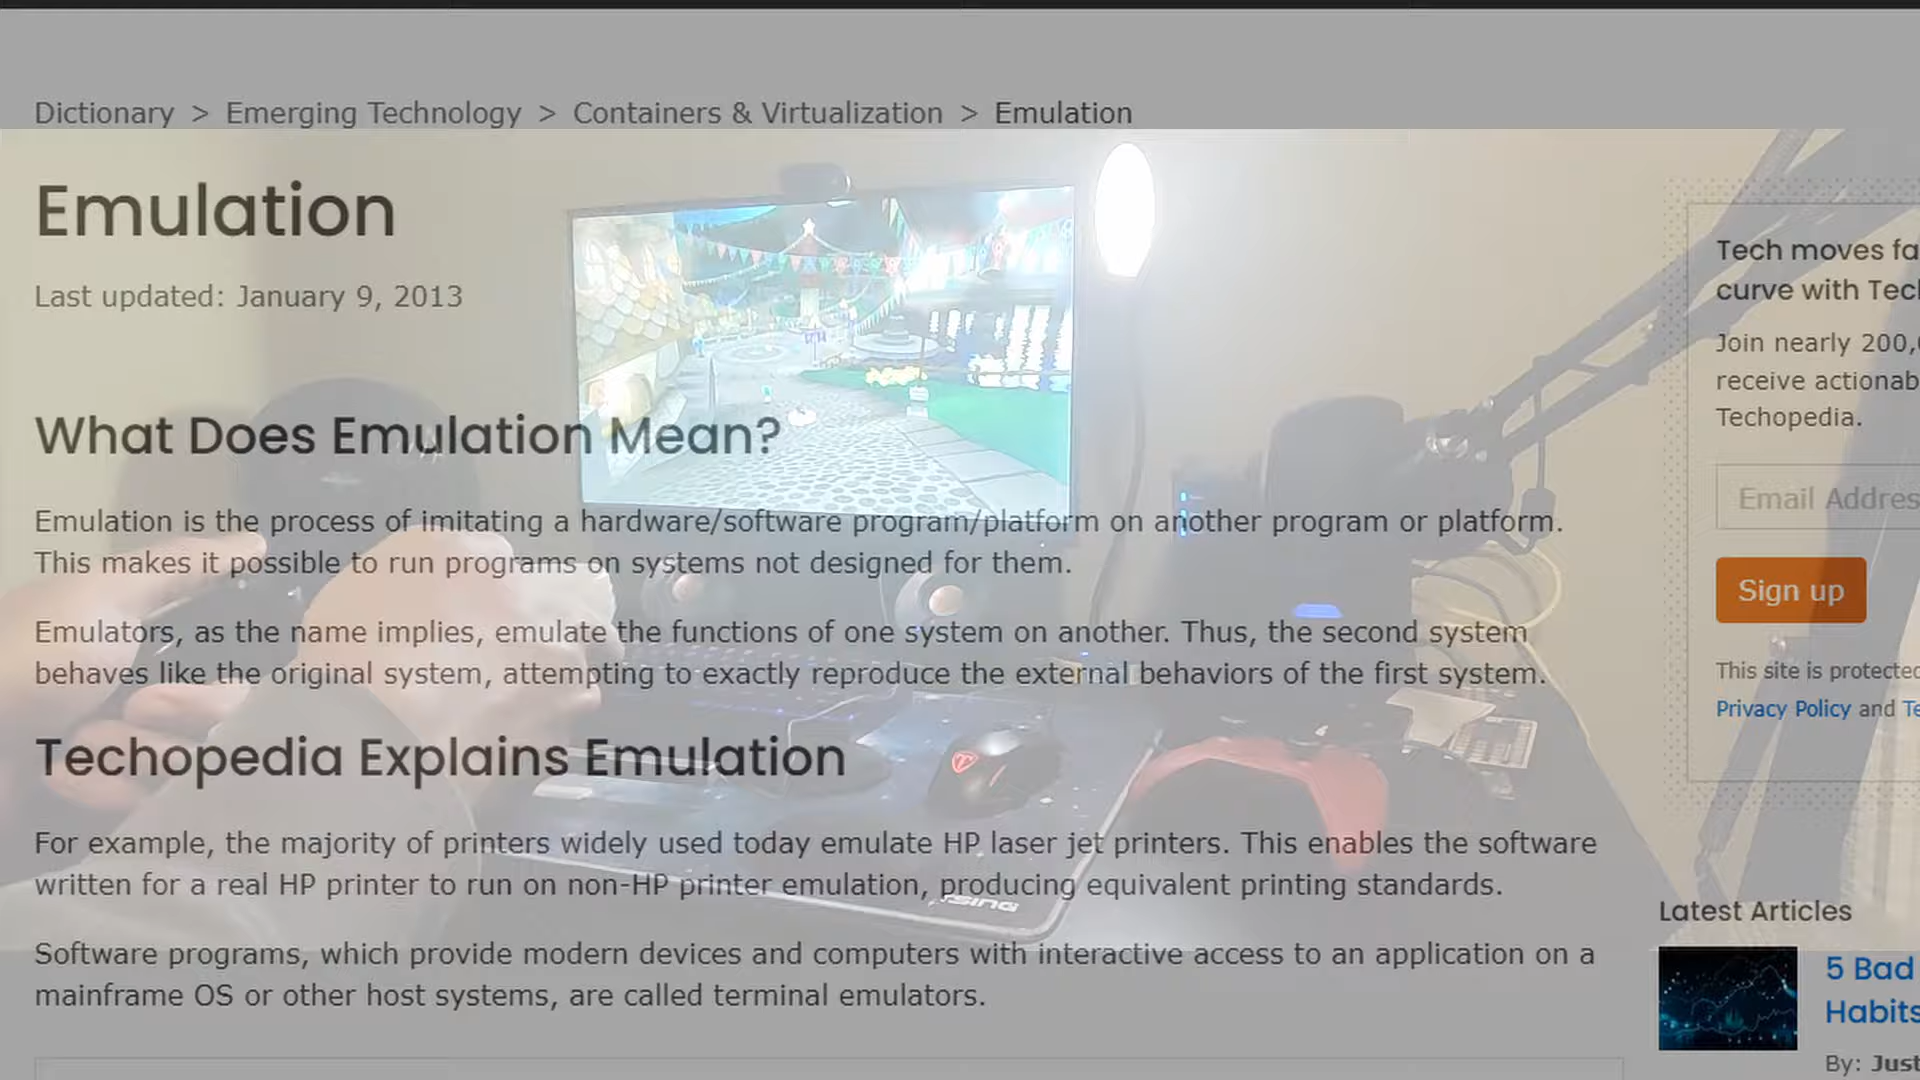 Dictionary > Emerging Technology > Containers & Virtualization > Emulation
Emulation
Last updated: January 9, 2013
What Does Emulation Mean?
Emulation is the process of imitating a hardware/software program/platform on another program or platform.
This makes it possible to run programs on systems not designed for them.
Emulators, as the name implies, emulate the functions of one system on another. Thus, the second system
behaves like the original system, attempting to exactly reproduce the external behaviors of the first system.
Techopedia Explains Emulation
For example, the majority of printers widely used today emulate HP laser jet printers. This enables the software
written for a real HP printer to run on non-HP printer emulation, producing equivalent printing standards.
Software programs, which provide modern devices and computers with interactive access to an application on a
mainframe OS or other host systems, are called terminal emulators.
Tech moves fa
curve with Tec
Join nearly 200,
receive actionab
Techopedia.
Email Addres
Sign up
This site is protected
Privacy Policy and Te
Latest Articles
5 Bad
Habits
By: Just